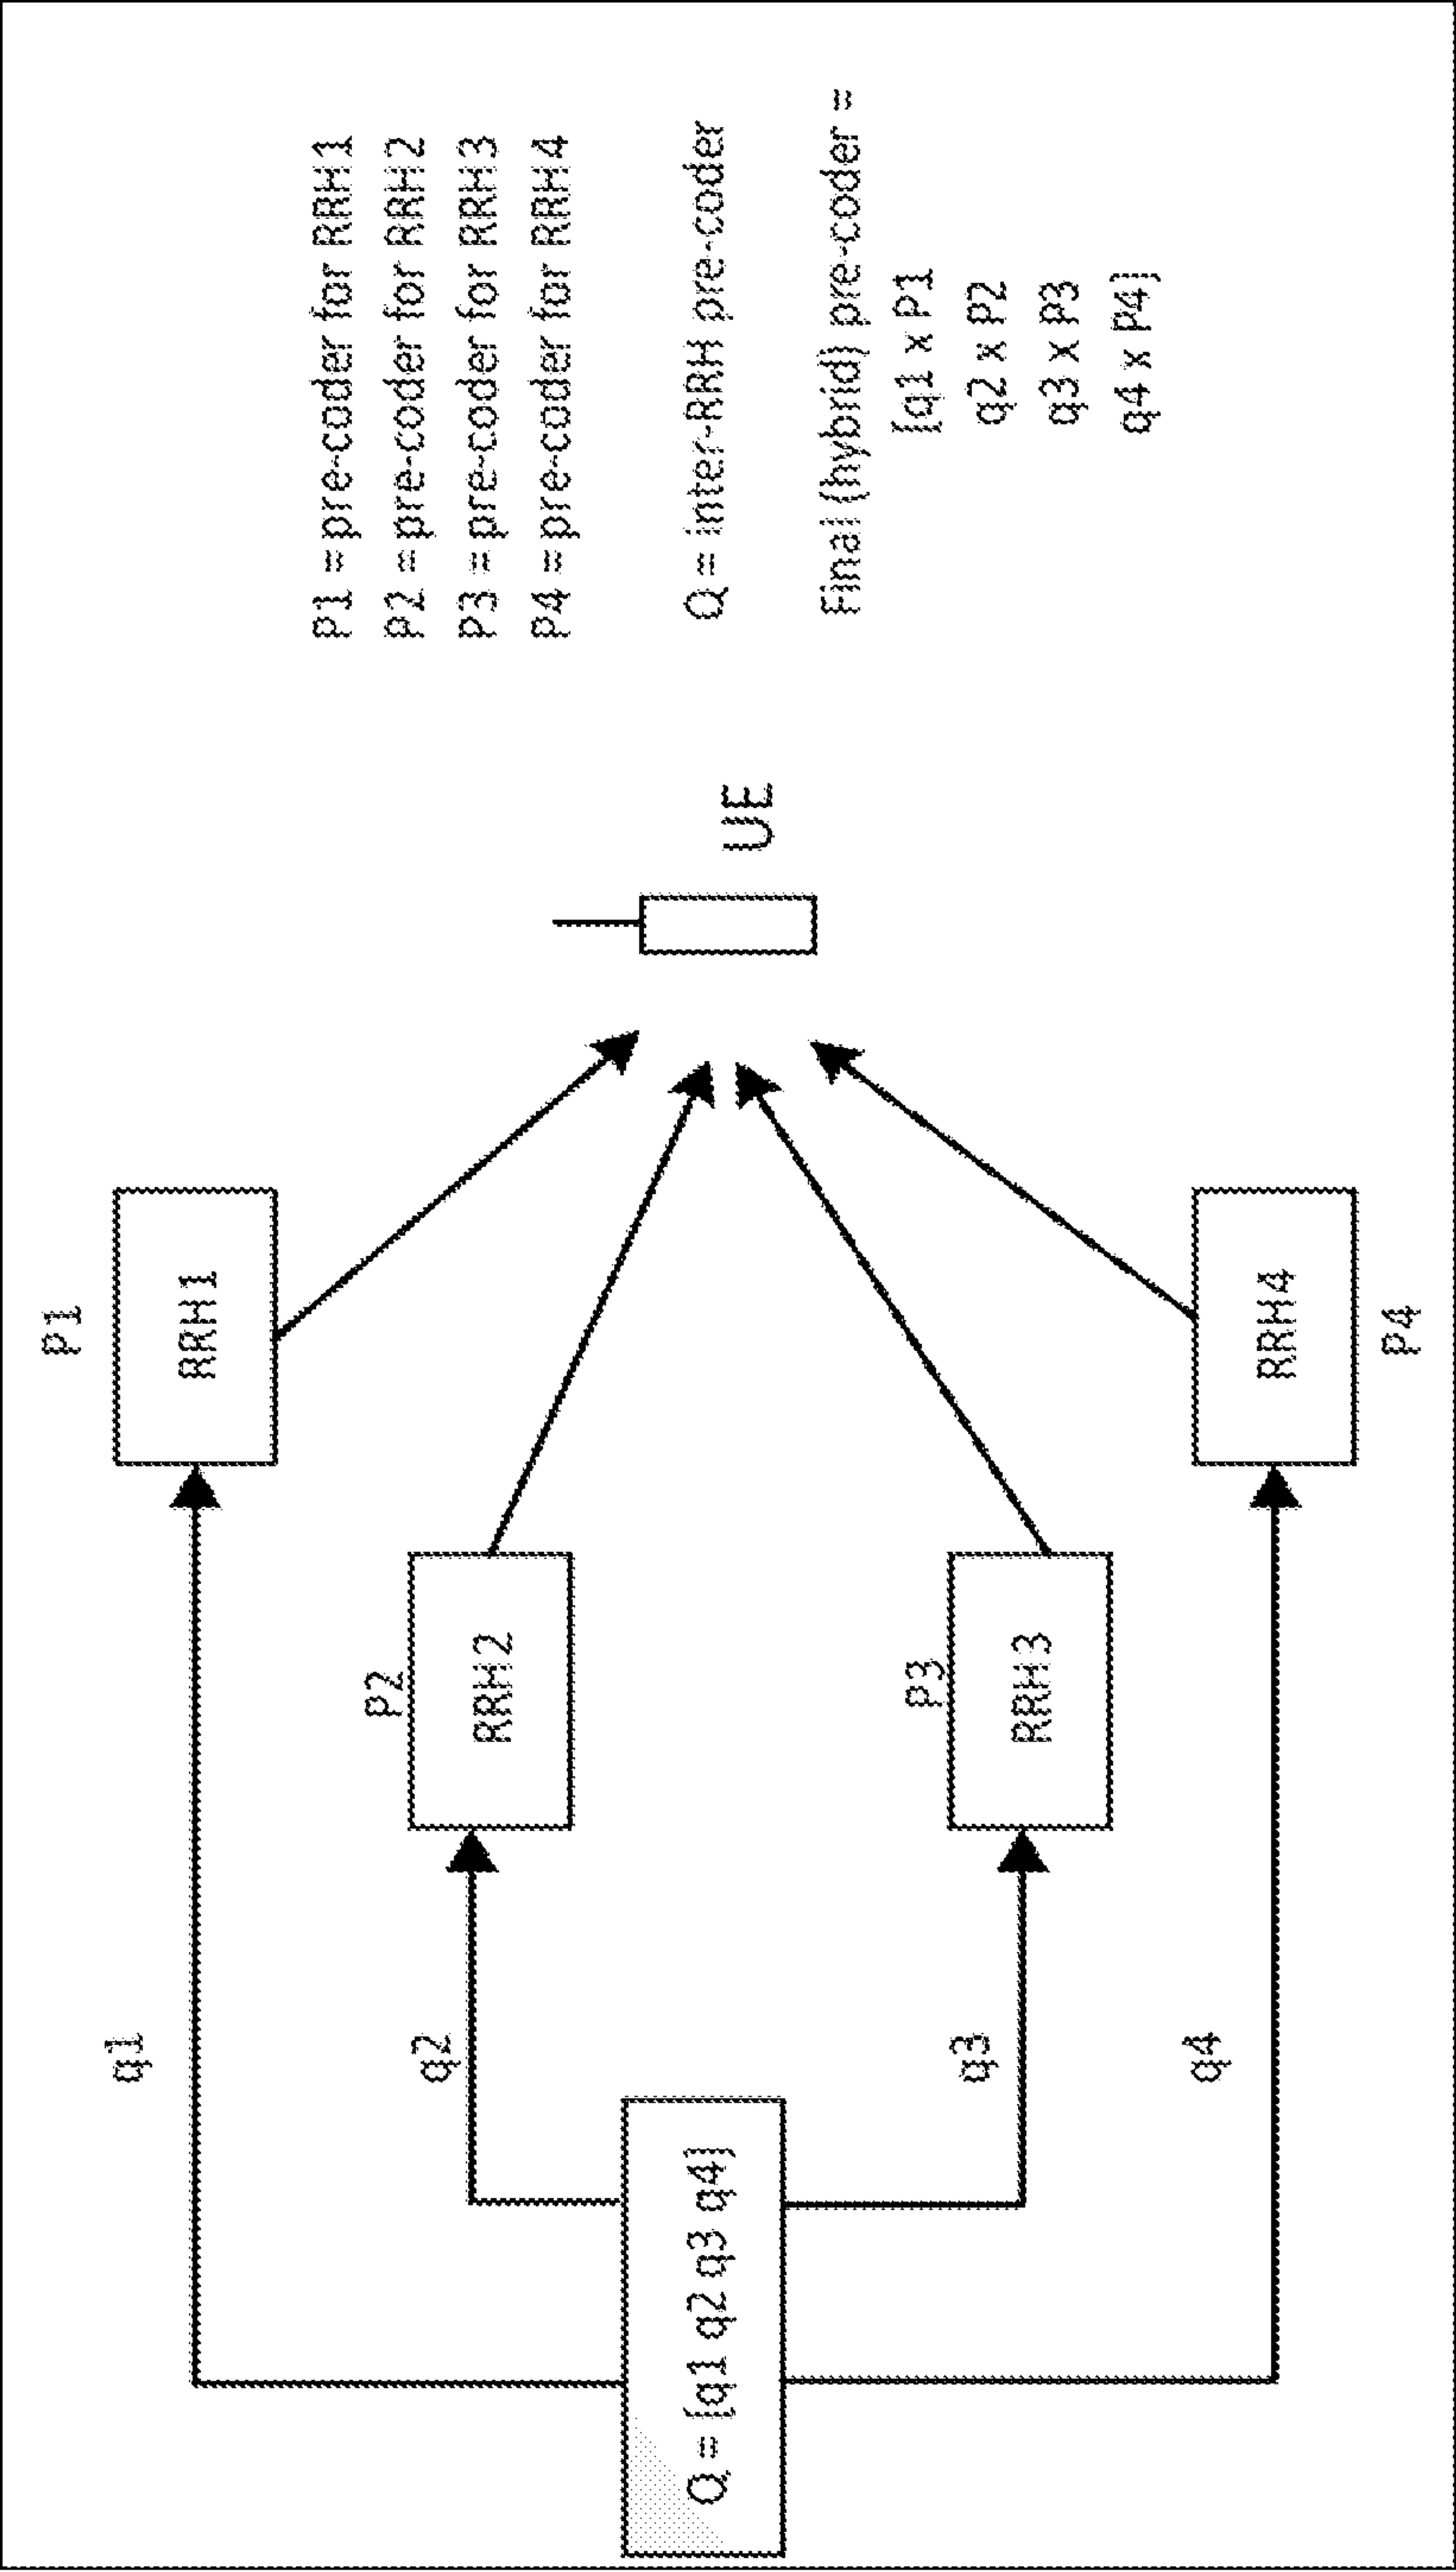 P1
RRH1
q1
P2
RRH2
q2
Q = [q1 q2 q3 q4]
UE
q3
P3
RRH3
q4
RRH4
P4
P1 = pre-coder for RRH1
P2 = pre-coder for RRH2
P3 = pre-coder for RRH3
P4 = pre-coder for RRH4
Q = inter-RRH pre-coder
Final (hybrid) pre-coder =
[q1 x P1
q2 x P2
q3 x P3
q4 x P4]